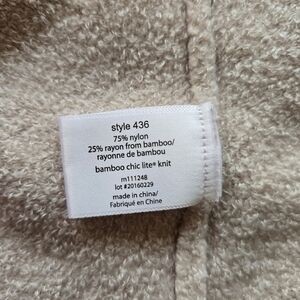 style 436
75% nylon
25% rayon from bamboo/
rayonne de bambou
bamboo chic lite® knit
rn111248
lot #20160229
made in china/
Fabriqué en Chine